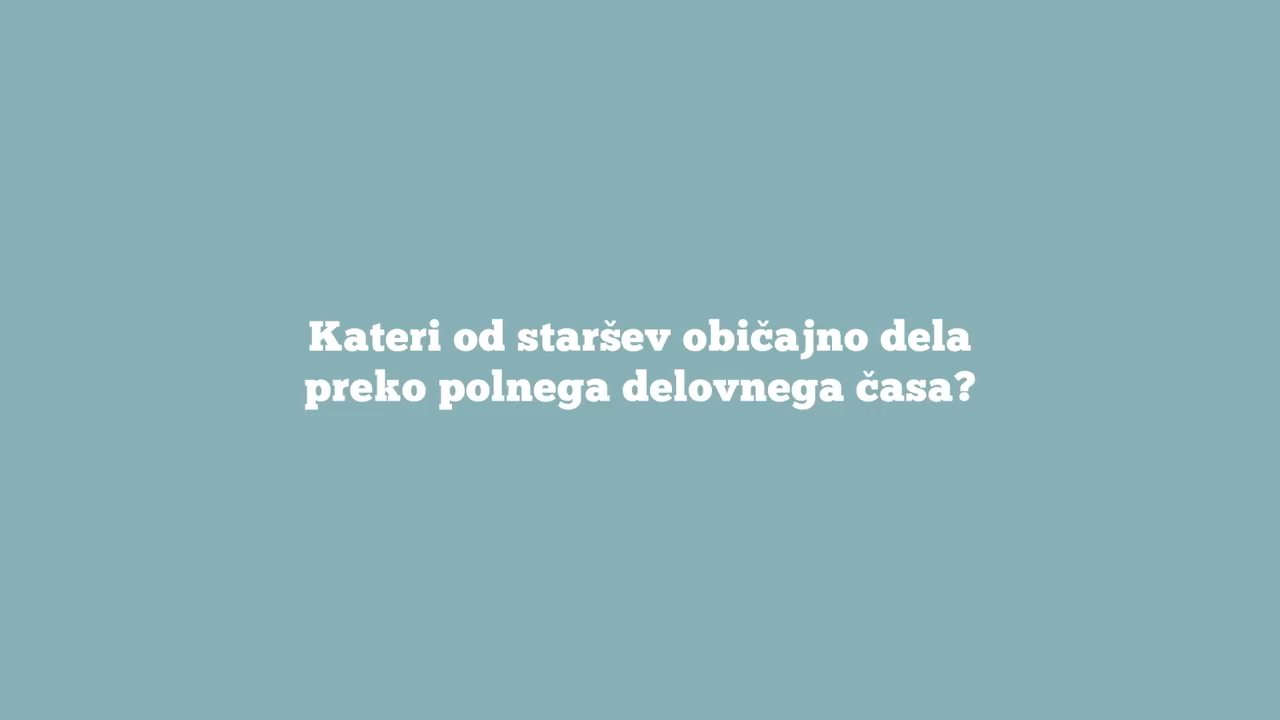 Kateri od staršev običajno dela
preko polnega delovnega časa?